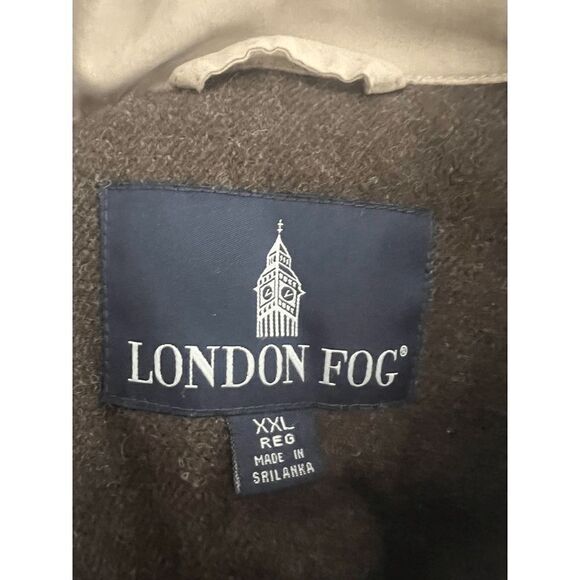 LONDON FOG®
XXL
REG
MADE IN
SRILANKA